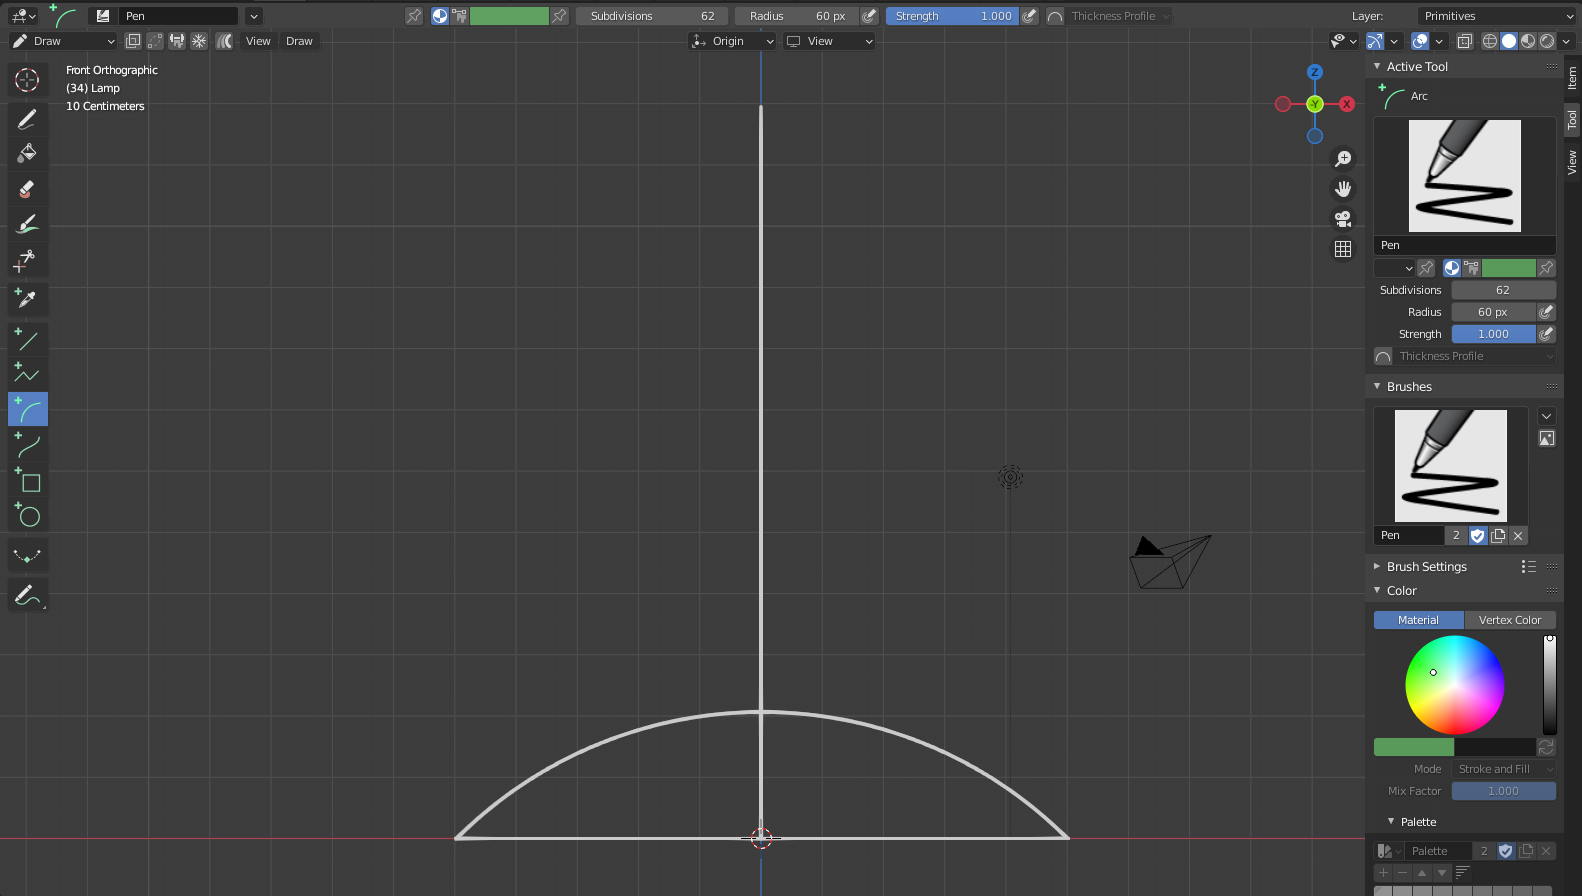 Pen
Subdivisions 62
Radius 60 px
Strength 1.000
Thickness Profile
Layer: Primitives
Draw
View Draw
Origin
View
Front Orthographic
(34) Lamp
10 Centimeters
Z
-Y
X
Item
Tool
View
Active Tool
Arc
Pen
Subdivisions 62
Radius 60 px
Strength 1.000
Thickness Profile
Brushes
Pen 2
Brush Settings
Color
Material Vertex Color
Mode Stroke and Fill
Mix Factor 1.000
Palette
Palette 2